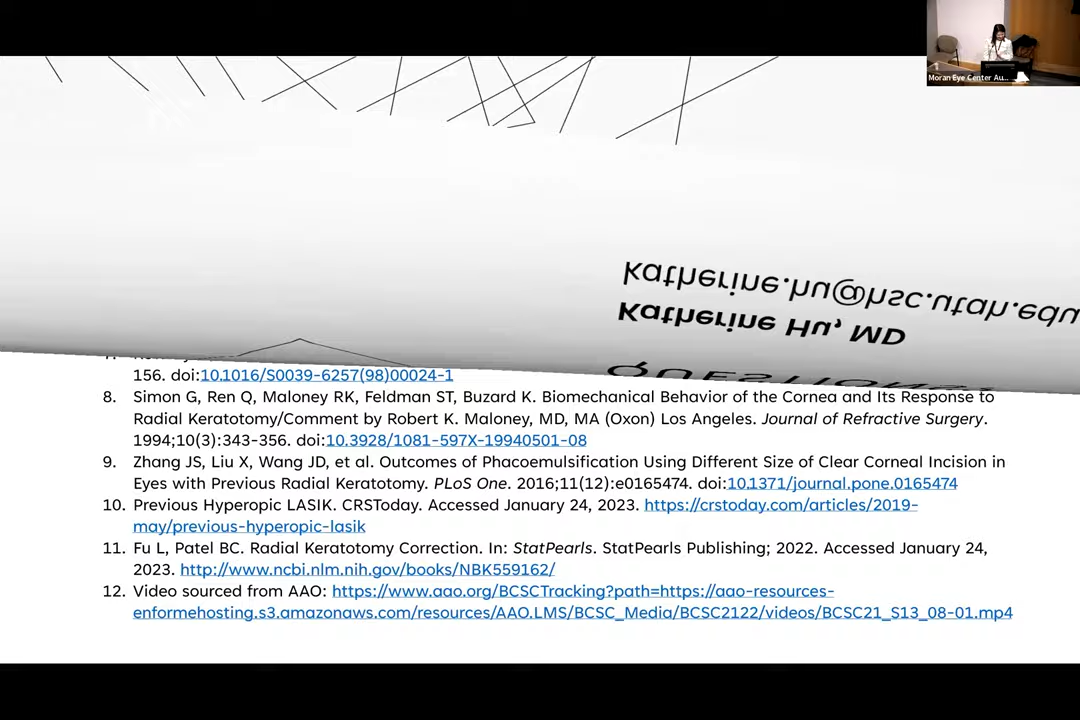 Moran Eye Center Au...
katherine.hu@hsc.utah.edu
Katherine Hu, MD
QUESTIONS?
156. doi:10.1016/S0039-6257(98)00024-1
8. Simon G, Ren Q, Maloney RK, Feldman ST, Buzard K. Biomechanical Behavior of the Cornea and Its Response to
Radial Keratotomy/Comment by Robert K. Maloney, MD, MA (Oxon) Los Angeles. Journal of Refractive Surgery.
1994;10(3):343-356. doi:10.3928/1081-597X-19940501-08
9. Zhang JS, Liu X, Wang JD, et al. Outcomes of Phacoemulsification Using Different Size of Clear Corneal Incision in
Eyes with Previous Radial Keratotomy. PLoS One. 2016;11(12):e0165474. doi:10.1371/journal.pone.0165474
10. Previous Hyperopic LASIK. CRSToday. Accessed January 24, 2023. https://crstoday.com/articles/2019-
may/previous-hyperopic-lasik
11. Fu L, Patel BC. Radial Keratotomy Correction. In: StatPearls. StatPearls Publishing; 2022. Accessed January 24,
2023. http://www.ncbi.nlm.nih.gov/books/NBK559162/
12. Video sourced from AAO: https://www.aao.org/BCSCTracking?path=https://aao-resources-
enformehosting.s3.amazonaws.com/resources/AAO.LMS/BCSC_Media/BCSC2122/videos/BCSC21_S13_08-01.mp4